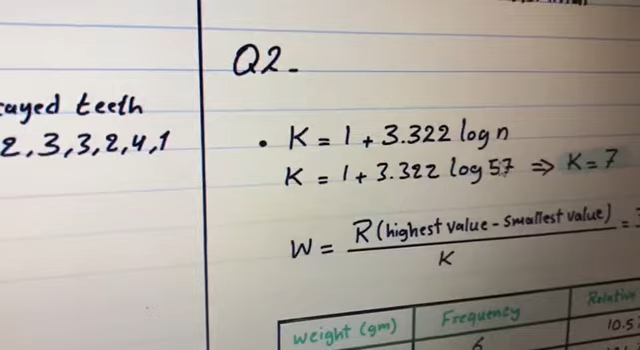 Q2-
teeth
2,3,3,2,4,1
• K = 1 + 3.322 log n
K = 1 + 3.322 log 57 ⇒ K = 7
W = R (highest value - smallest value) / K =
Weight (gm) Frequency Relative
6 10.5